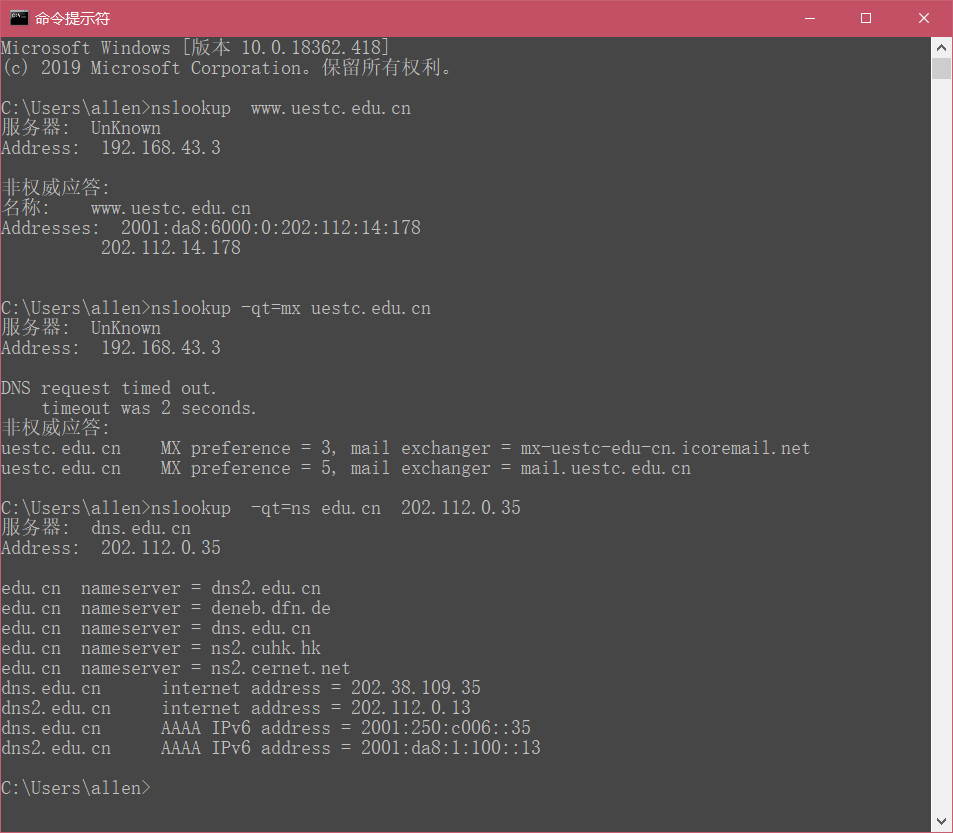 命令提示符
Microsoft Windows [版本 10.0.18362.418]
(c) 2019 Microsoft Corporation。保留所有权利。
C:\Users\allen>nslookup  www.uestc.edu.cn
服务器:  UnKnown
Address:  192.168.43.3
非权威应答:
名称:    www.uestc.edu.cn
Addresses:  2001:da8:6000:0:202:112:14:178
          202.112.14.178
C:\Users\allen>nslookup -qt=mx uestc.edu.cn
服务器:  UnKnown
Address:  192.168.43.3
DNS request timed out.
    timeout was 2 seconds.
非权威应答:
uestc.edu.cn    MX preference = 3, mail exchanger = mx-uestc-edu-cn.icoremail.net
uestc.edu.cn    MX preference = 5, mail exchanger = mail.uestc.edu.cn
C:\Users\allen>nslookup  -qt=ns edu.cn  202.112.0.35
服务器:  dns.edu.cn
Address:  202.112.0.35
edu.cn  nameserver = dns2.edu.cn
edu.cn  nameserver = deneb.dfn.de
edu.cn  nameserver = dns.edu.cn
edu.cn  nameserver = ns2.cuhk.hk
edu.cn  nameserver = ns2.cernet.net
dns.edu.cn      internet address = 202.38.109.35
dns2.edu.cn     internet address = 202.112.0.13
dns.edu.cn      AAAA IPv6 address = 2001:250:c006::35
dns2.edu.cn     AAAA IPv6 address = 2001:da8:1:100::13
C:\Users\allen>